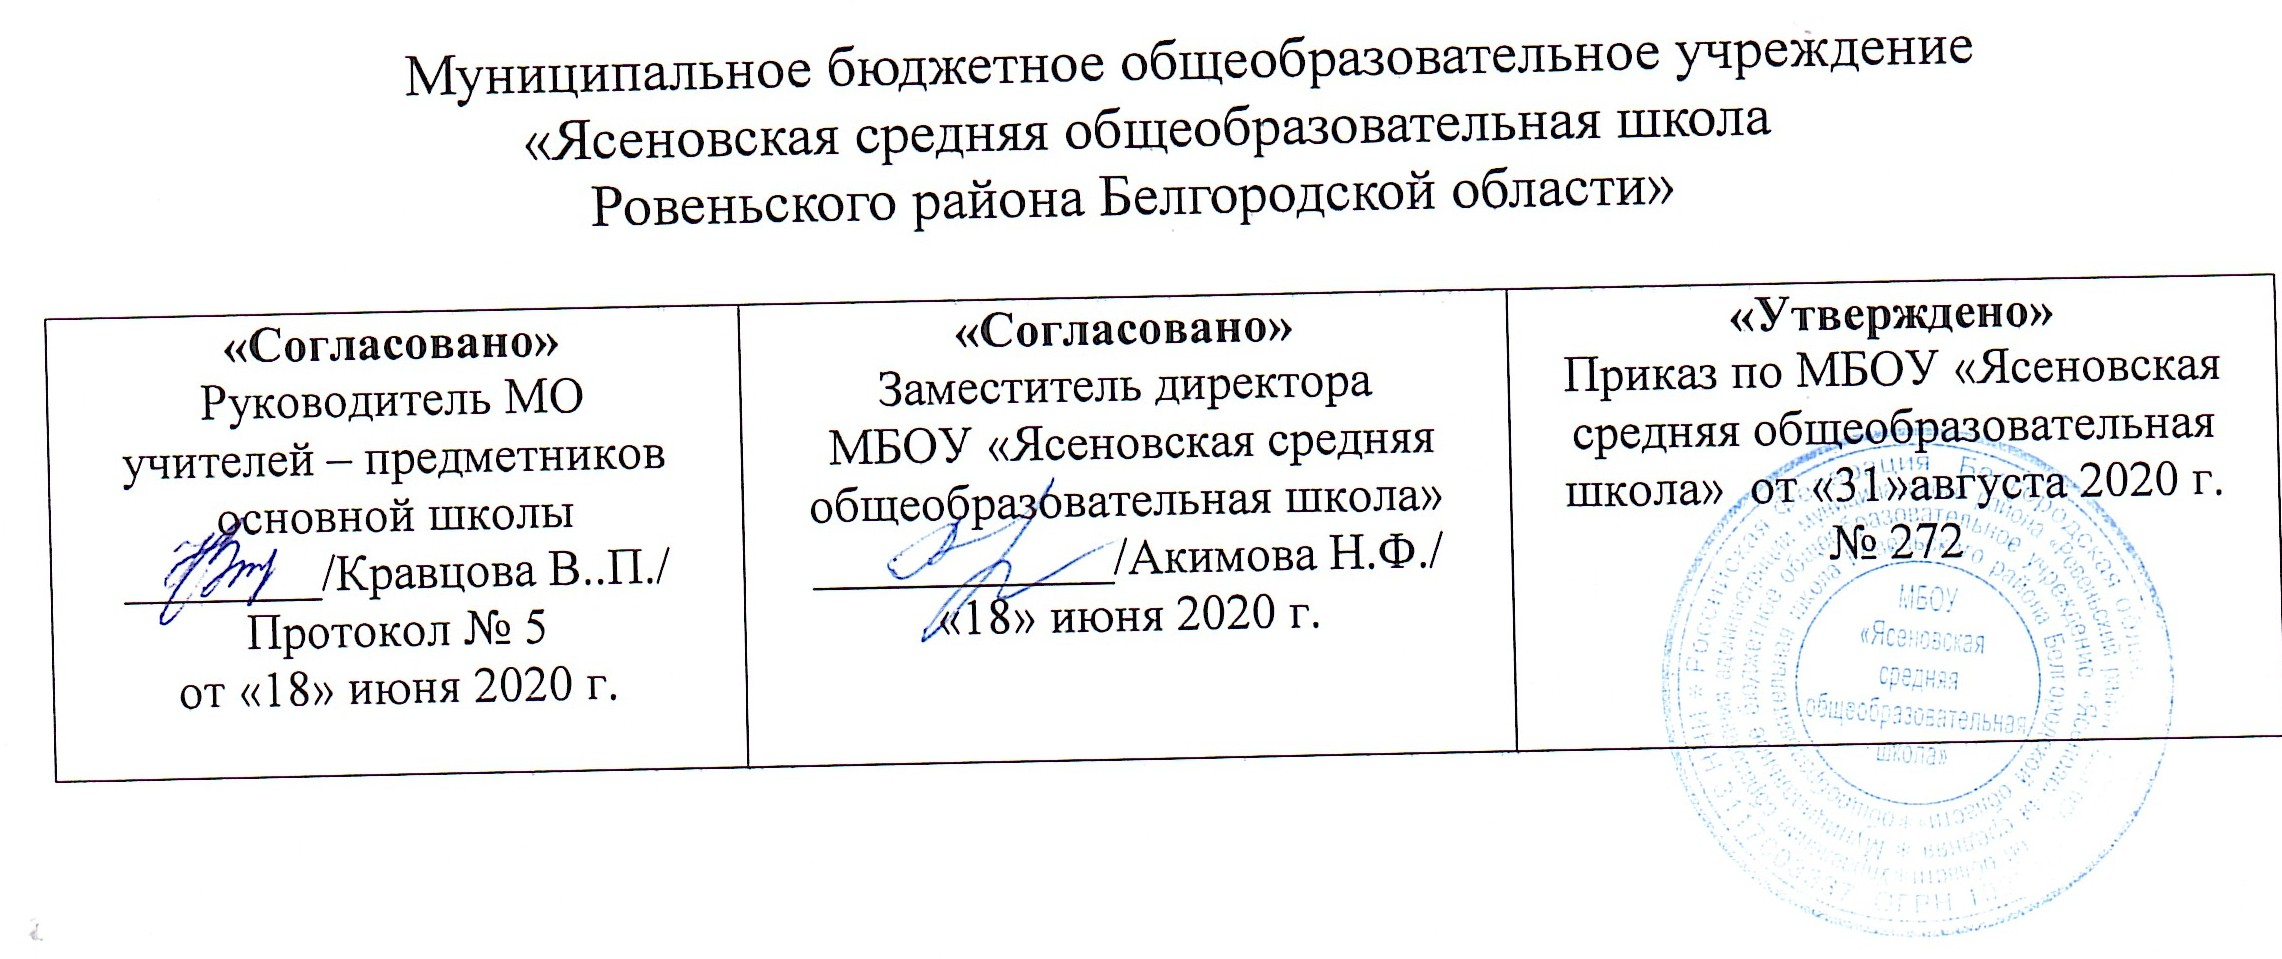 Муниципальное бюджетное общеобразовательное учреждение
«Ясеновская средняя общеобразовательная школа
Ровеньского района Белгородской области»
«Согласовано»
Руководитель МО
учителей – предметников
основной школы
_________/Кравцова В..П./
Протокол № 5
от «18» июня 2020 г.
«Согласовано»
Заместитель директора
МБОУ «Ясеновская средняя
общеобразовательная школа»
_____________/Акимова Н.Ф./
«18» июня 2020 г.
«Утверждено»
Приказ по МБОУ «Ясеновская
средняя общеобразовательная
школа» от «31»августа 2020 г.
№ 272
МБОУ
«Ясеновская
средняя
общеобразовательная
школа»